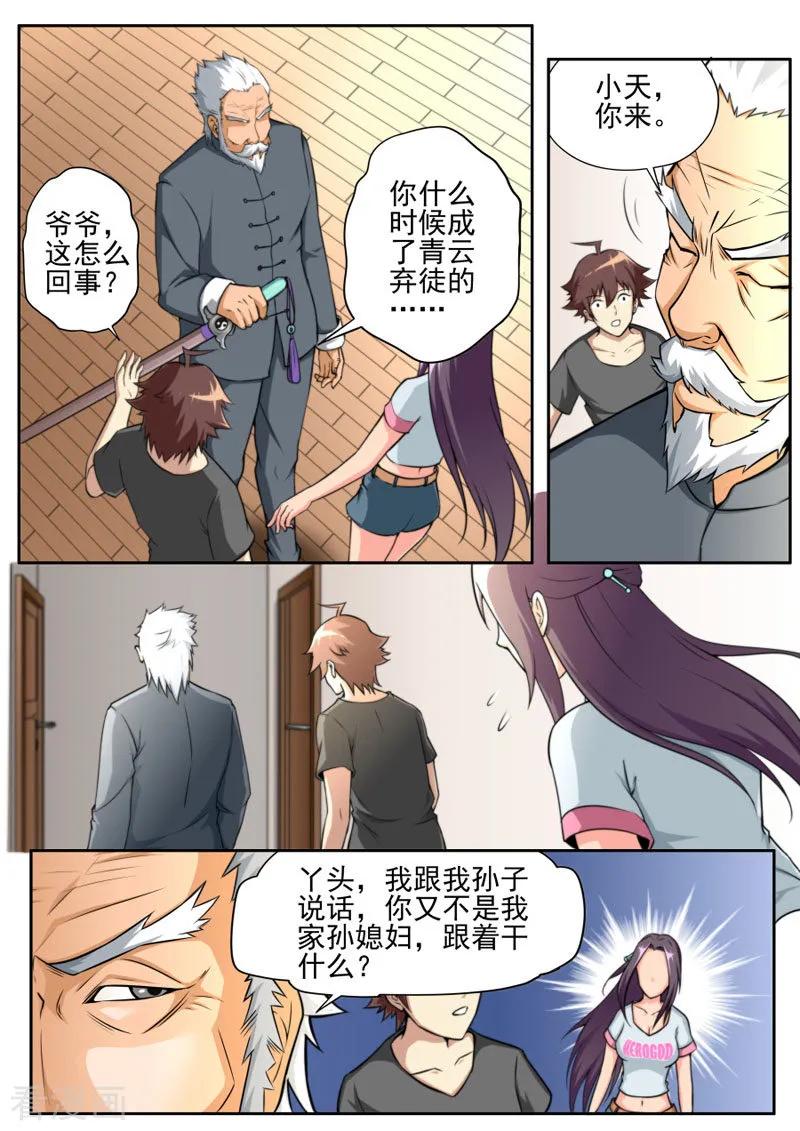 爷爷，
这怎么
回事？
你什么
时候成
了青云
弃徒的
……
小天，
你来。
丫头，我跟我孙子
说话，你又不是我
家孙媳妇，跟着干
什么？
HEROGOD
看漫画